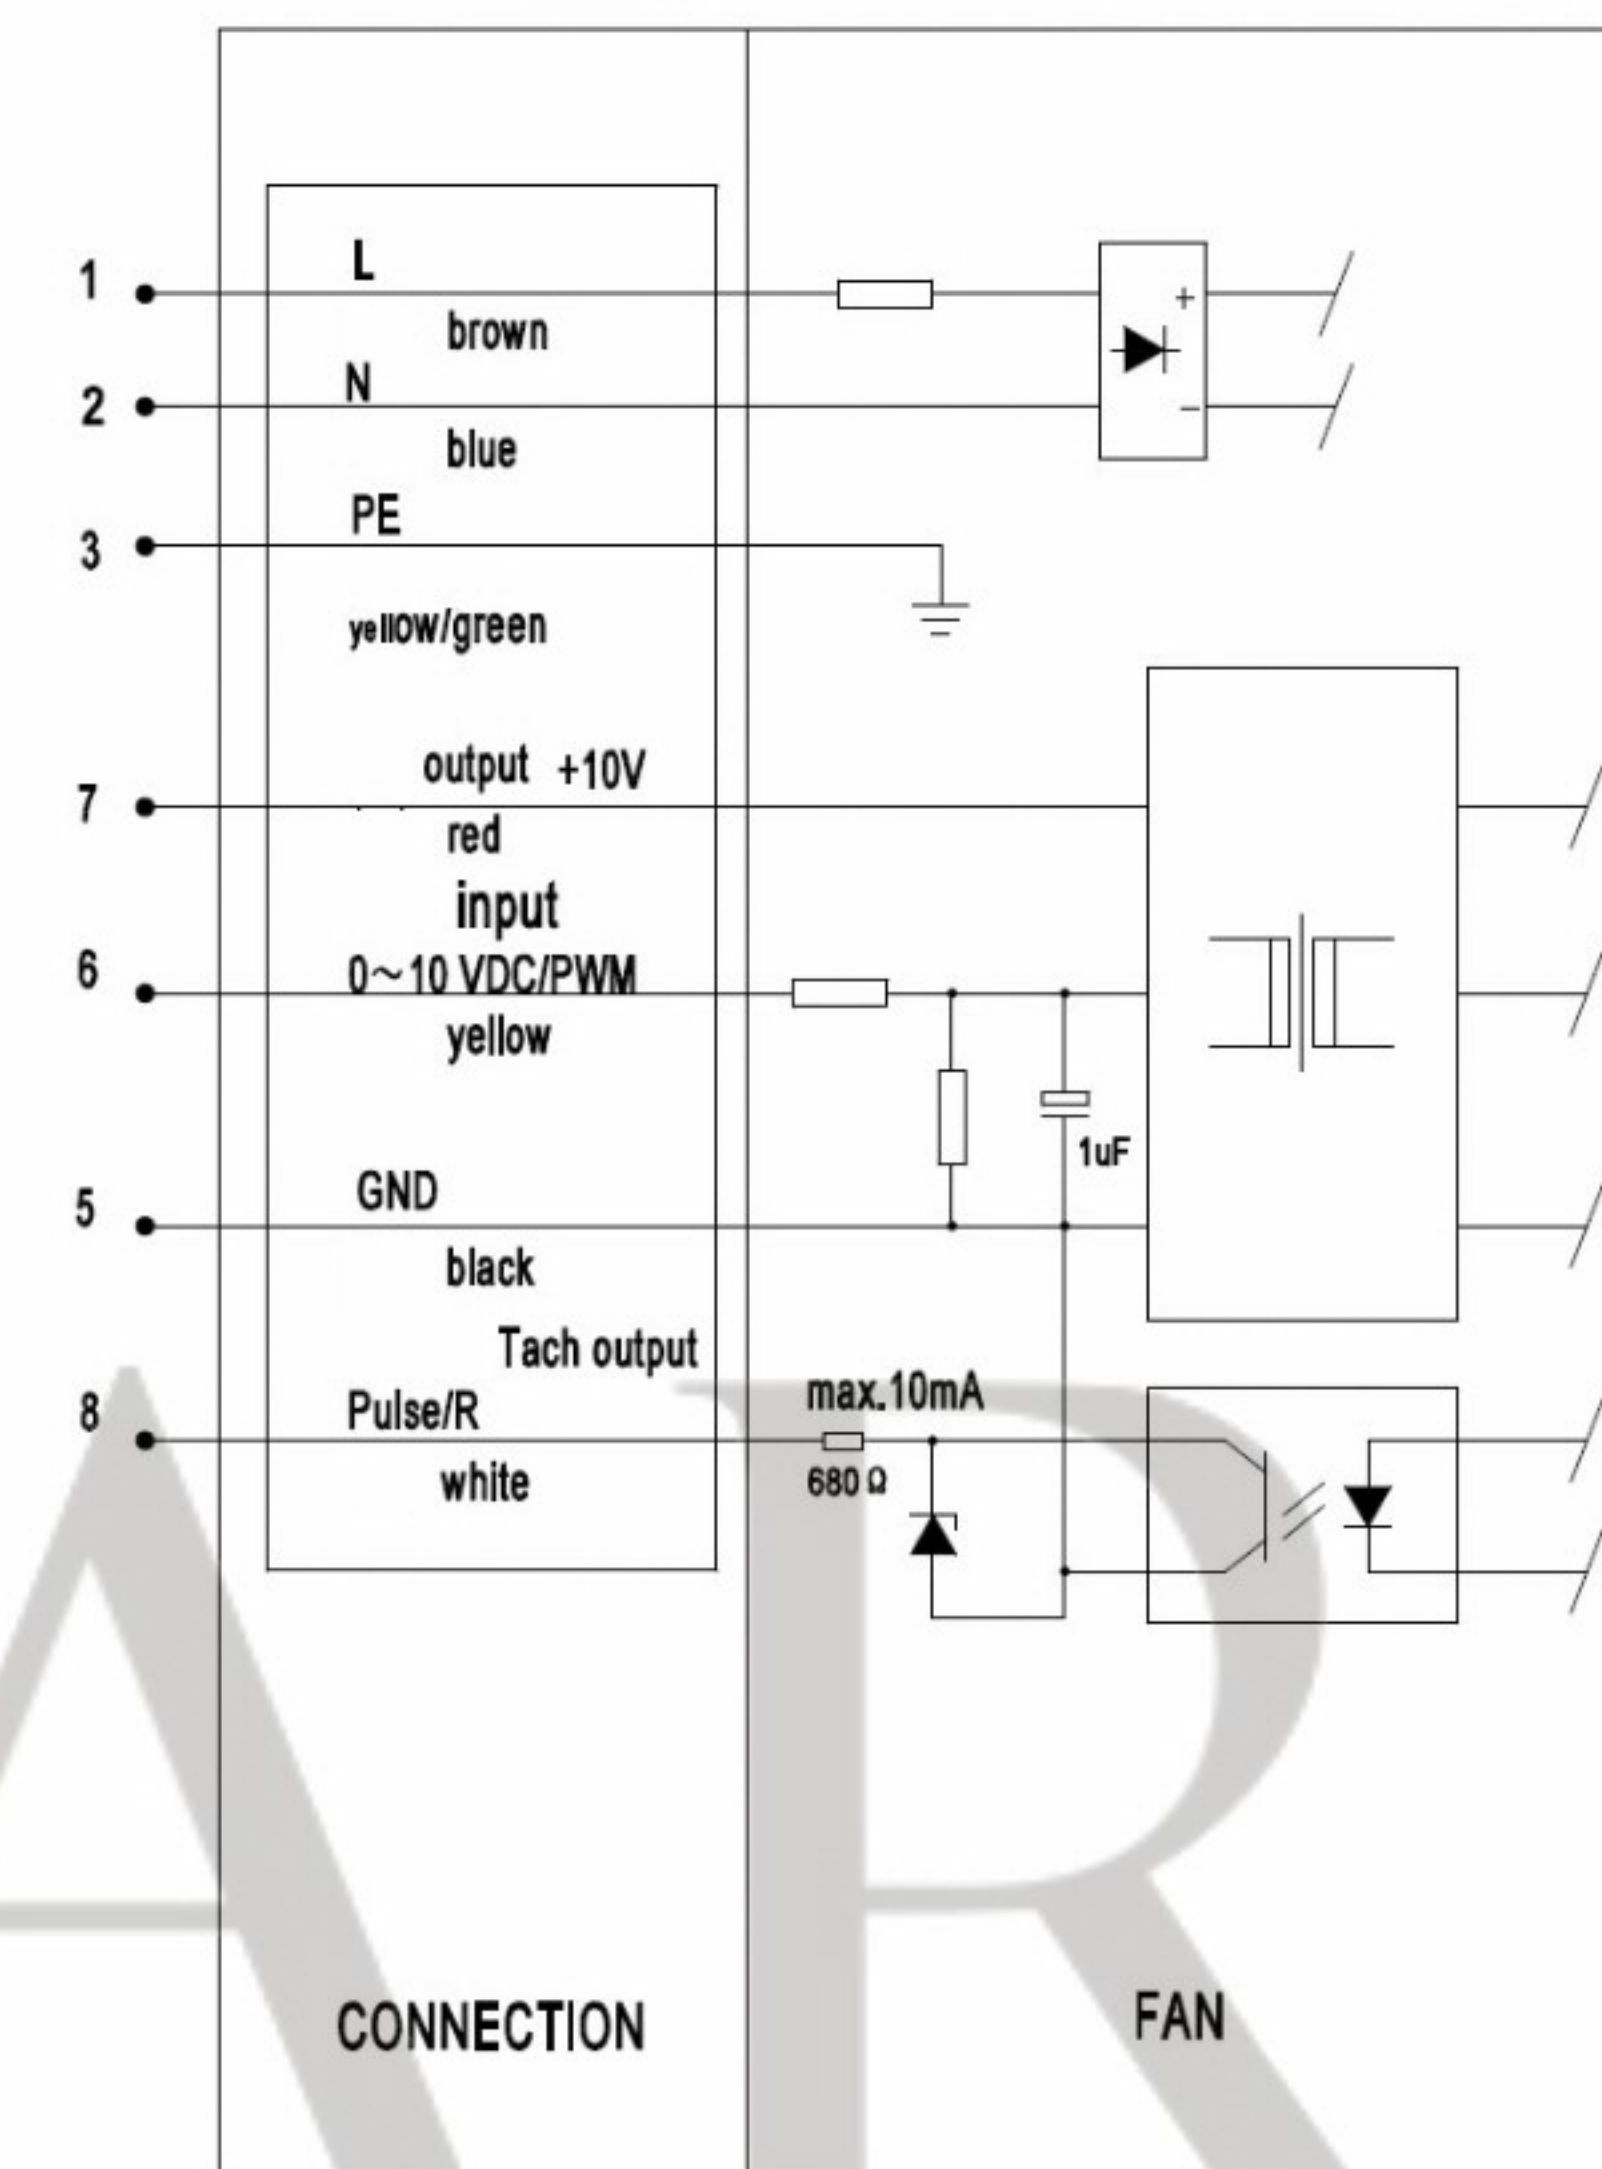 L
1
brown
N
2
blue
PE
3
yellow/green
output +10V
7
red
input
6
0～10 VDC/PWM
yellow
1uF
GND
5
black
Tach output
max.10mA
8
Pulse/R
680 Ω
white
+
−
AR
CONNECTION
FAN